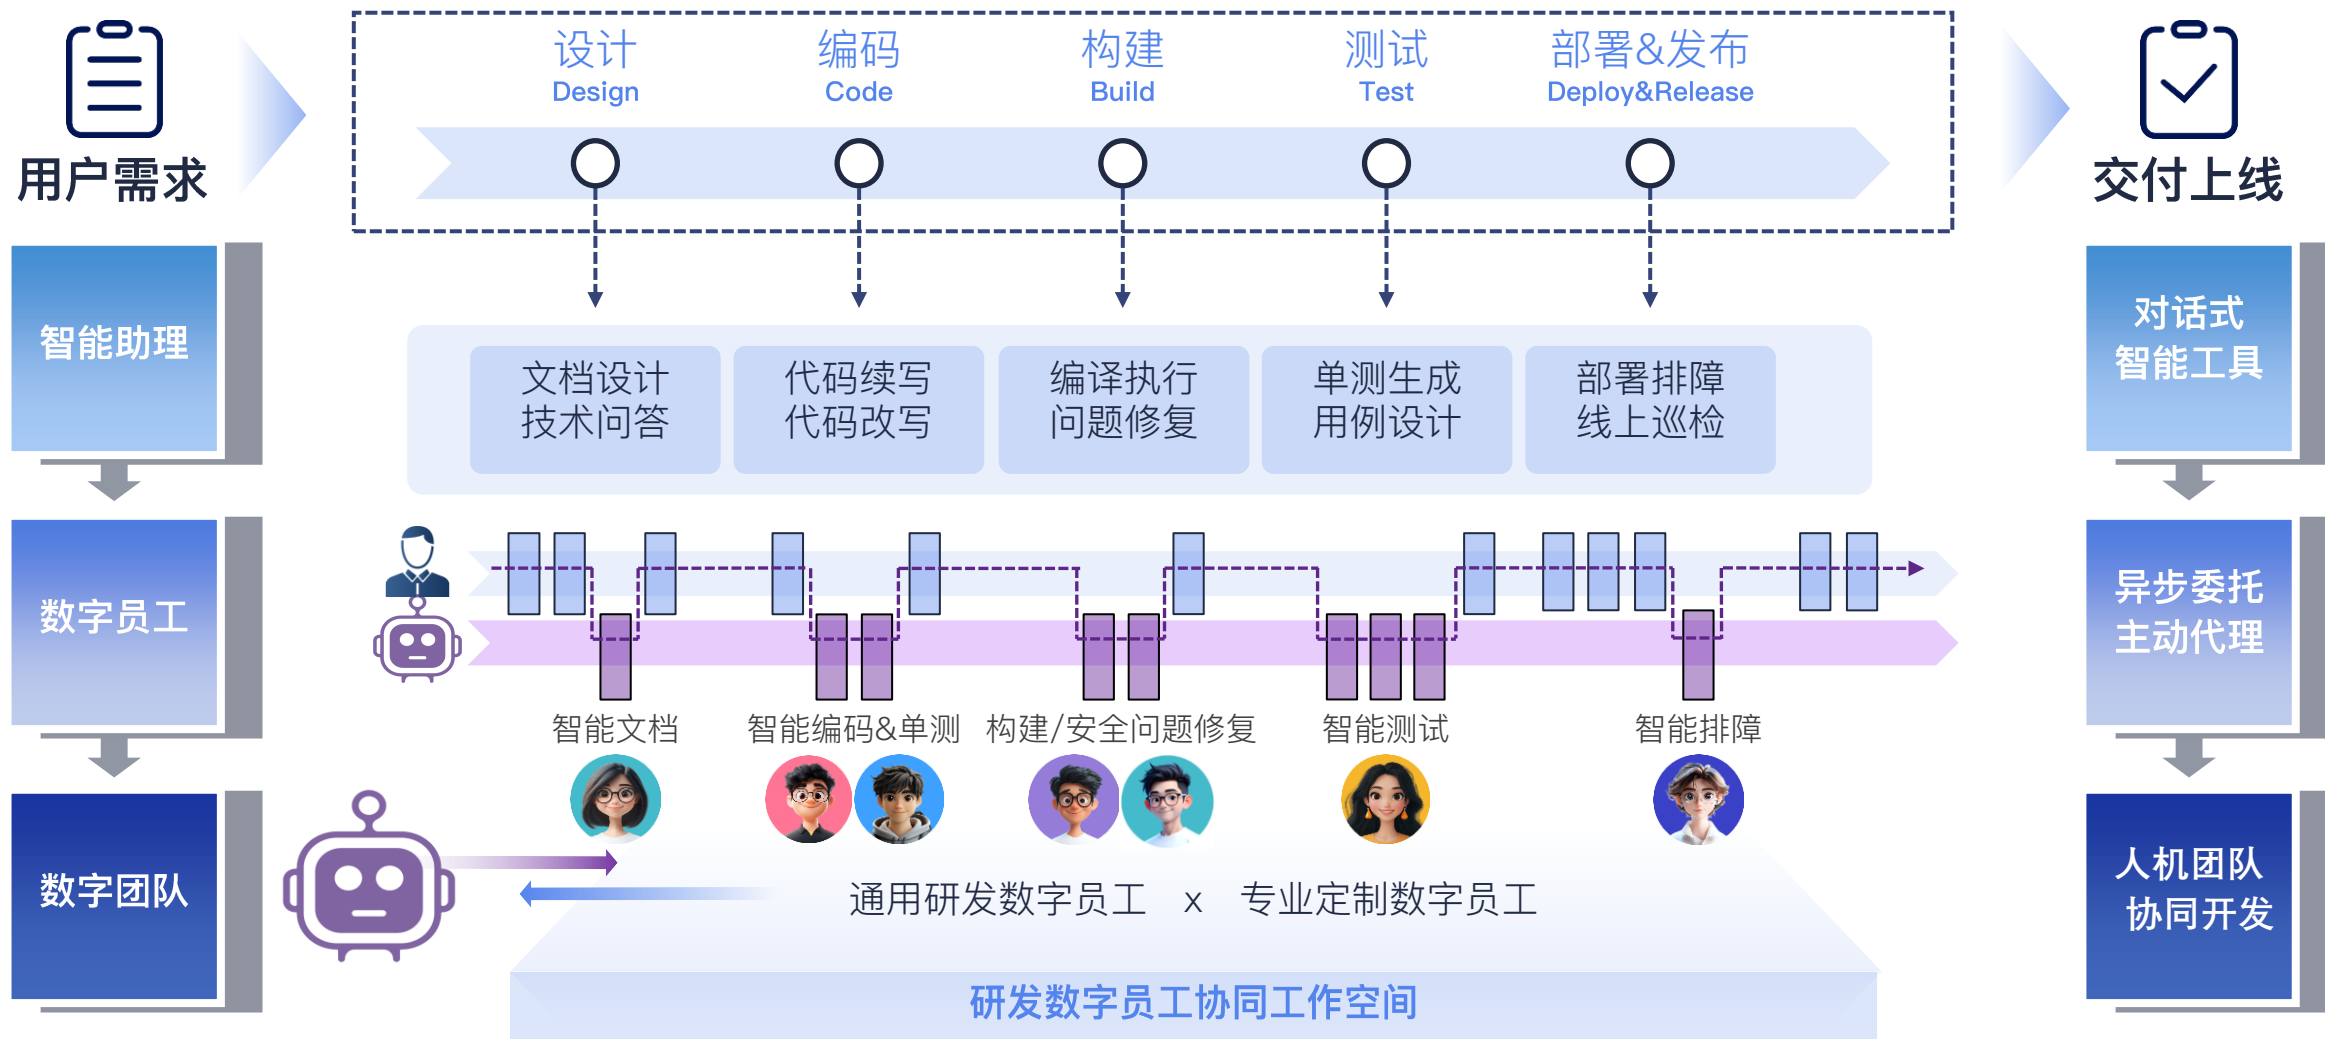 用户需求
设计
Design
编码
Code
构建
Build
测试
Test
部署&发布
Deploy&Release
交付上线
智能助理
文档设计
技术问答
代码续写
代码改写
编译执行
问题修复
单测生成
用例设计
部署排障
线上巡检
对话式
智能工具
数字员工
异步委托
主动代理
智能文档
智能编码&单测
构建/安全问题修复
智能测试
智能排障
数字团队
通用研发数字员工 x 专业定制数字员工
人机团队
协同开发
研发数字员工协同工作空间